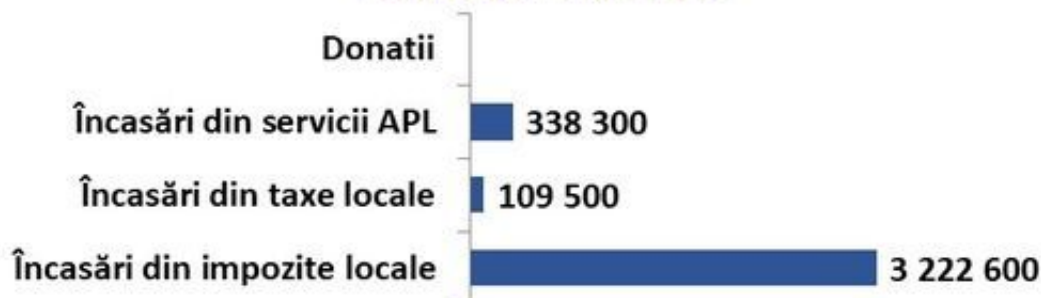 Donatii
Încasări din servicii APL 338 300
Încasări din taxe locale 109 500
Încasări din impozite locale 3 222 600